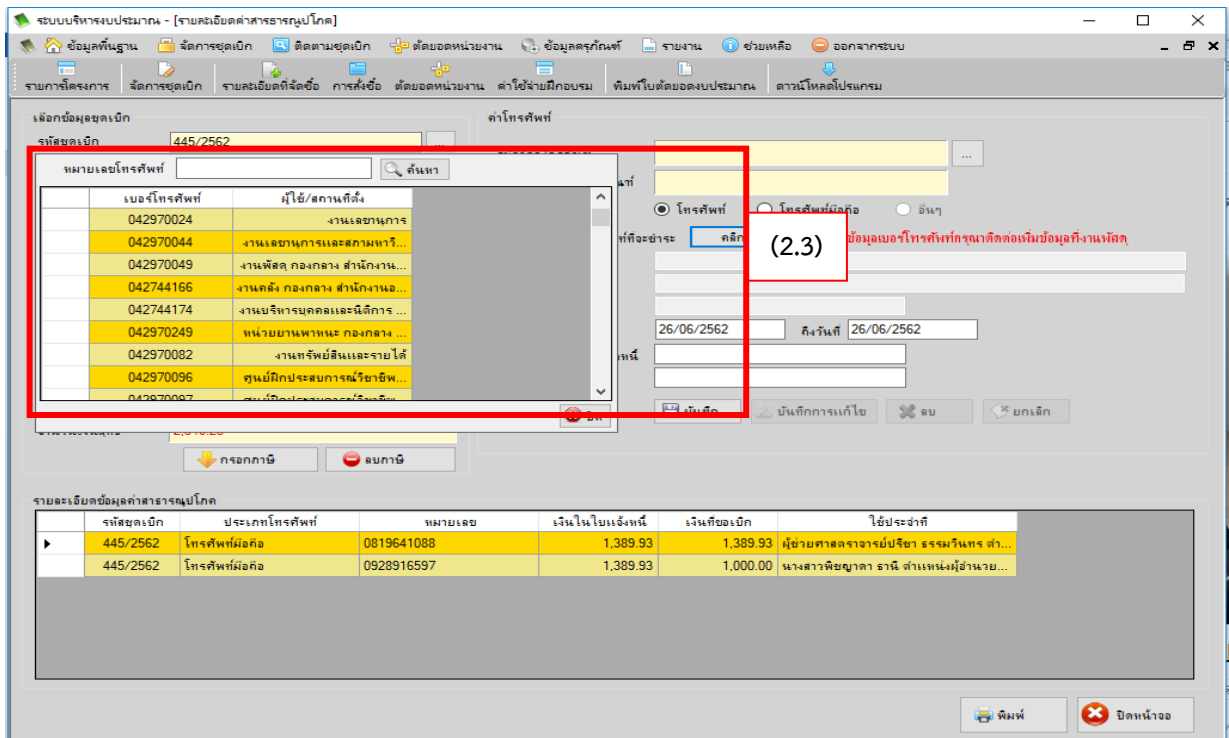 ระบบบริหารงบประมาณ - [รายละเอียดค่าสาธารณูปโภค]
ข้อมูลพื้นฐาน จัดการชุดเบิก ติดตามชุดเบิก ตัดยอดหน่วยงาน ข้อมูลครุภัณฑ์ รายงาน ช่วยเหลือ ออกจากระบบ
รายการโครงการ จัดการชุดเบิก รายละเอียดที่จัดซื้อ การสั่งซื้อ ตัดยอดหน่วยงาน ค่าใช้จ่ายฝึกอบรม พิมพ์ใบตัดยอดงบประมาณ ดาวน์โหลดโปรแกรม
เลือกข้อมูลชุดเบิก
ค่าโทรศัพท์
รหัสชุดเบิก 445/2562 ...
...
หมายเลขโทรศัพท์ ค้นหา
เบอร์โทรศัพท์ ผู้ใช้/สถานที่ตั้ง
042970024 งานเลขานุการ
042970044 งานเลขานุการและสภามหาวิ...
042970049 งานพัสดุ กองกลาง สำนักงาน...
042744166 งานคลัง กองกลาง สำนักงานอ...
042744174 งานบริหารบุคคลและนิติการ ...
042970249 หน่วยยานพาหนะ กองกลาง ...
042970082 งานทรัพย์สินและรายได้
042970096 ศูนย์ฝึกประสบการณ์วิชาชีพ...
042970097 ศูนย์ฝึกประสบการณ์วิชาชีพ...
ปิด
โทรศัพท์ โทรศัพท์มือถือ อื่นๆ
ท์ที่จะชำระ คลิก ข้อมูลเบอร์โทรศัพท์กรุณาติดต่อเพิ่มข้อมูลที่งานพัสดุ
(2.3)
26/06/2562 ถึงวันที่ 26/06/2562
บันทึก บันทึกการแก้ไข ลบ ยกเลิก
กรอกภาษี ลบภาษี
รายละเอียดข้อมูลค่าสาธารณูปโภค
รหัสชุดเบิก ประเภทโทรศัพท์ หมายเลข เงินในใบแจ้งหนี้ เงินที่ขอเบิก ใช้ประจำที่
445/2562 โทรศัพท์มือถือ 0819641088 1,389.93 1,389.93 ผู้ช่วยศาสตราจารย์ปรีชา ธรรมวินทร ตำ...
445/2562 โทรศัพท์มือถือ 0928916597 1,389.93 1,000.00 นางสาวพิชญาดา ธานี ตำแหน่งผู้อำนวย...
พิมพ์ ปิดหน้าจอ